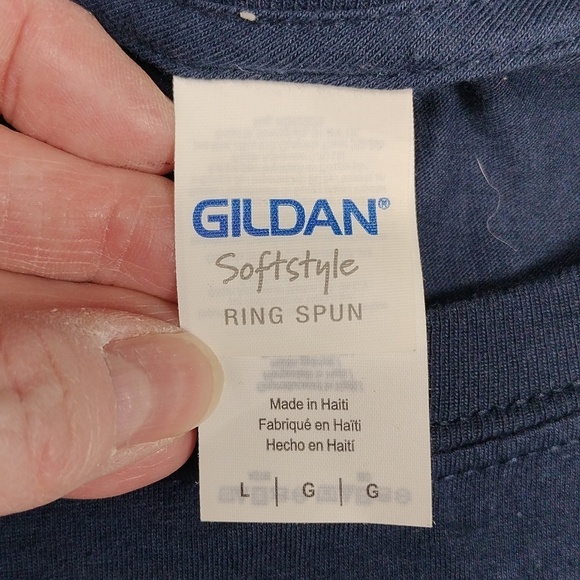 GILDAN®
Softstyle
RING SPUN
Made in Haiti
Fabriqué en Haïti
Hecho en Haití
L | G | G